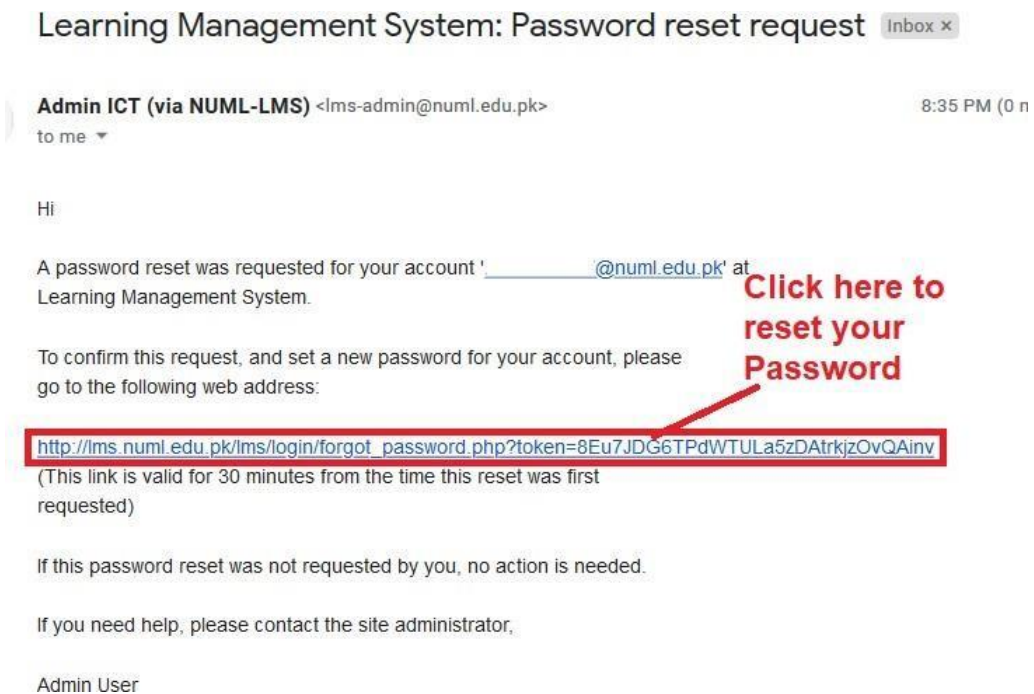 Learning Management System: Password reset request Inbox ×
Admin ICT (via NUML-LMS) <lms-admin@numl.edu.pk> 8:35 PM (0 m
to me
Hi
A password reset was requested for your account ' @numl.edu.pk' at
Learning Management System.
Click here to
reset your
Password
To confirm this request, and set a new password for your account, please
go to the following web address:
http://lms.numl.edu.pk/lms/login/forgot_password.php?token=8Eu7JDG6TPdWTULa5zDAtrkjzOvQAinv
(This link is valid for 30 minutes from the time this reset was first
requested)
If this password reset was not requested by you, no action is needed.
If you need help, please contact the site administrator,
Admin User